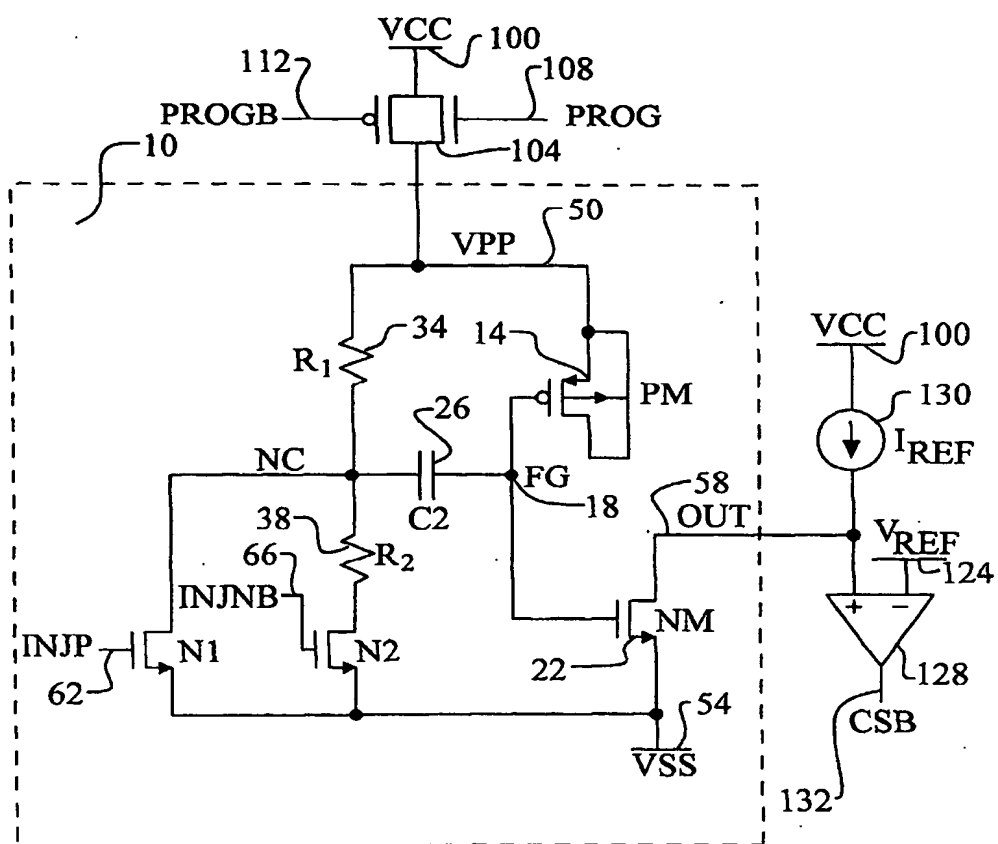 VCC
100
112
108
PROGB
PROG
10
104
50
VPP
34
14
VCC
R1
100
26
PM
130
IREF
NC
FG
58
38
C2
18
OUT
66
R2
VREF
124
INJNB
+
−
INJP
N1
N2
NM
62
22
128
54
CSB
VSS
132